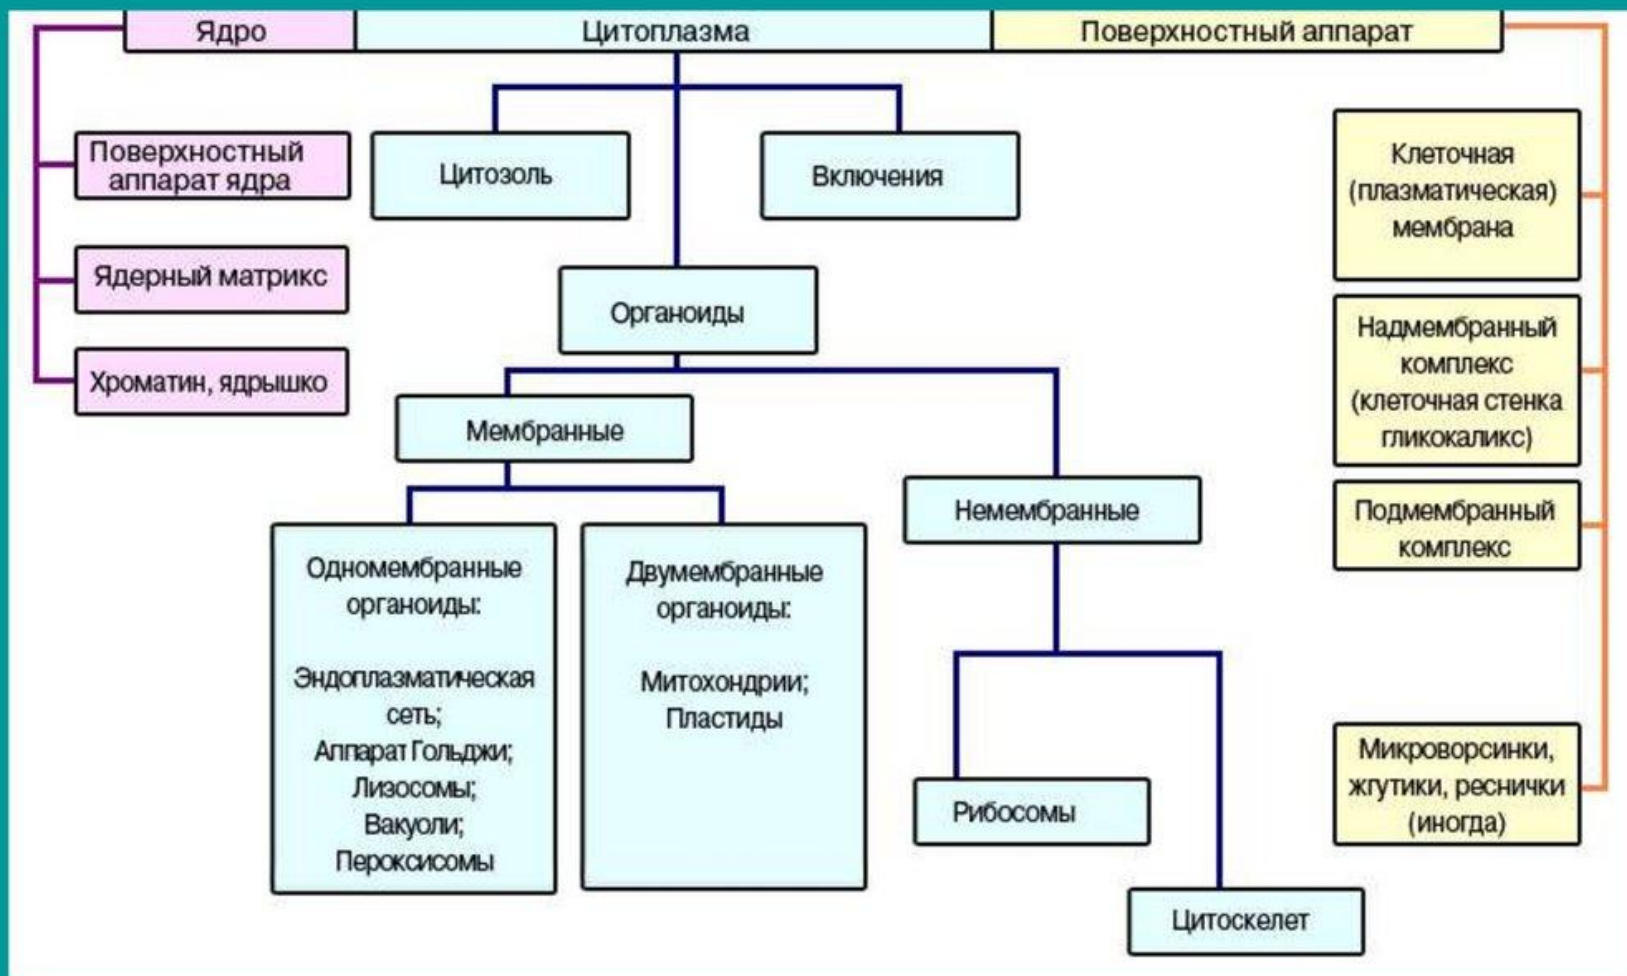 Ядро
Цитоплазма
Поверхностный аппарат
Поверхностный
аппарат ядра
Ядерный матрикс
Хроматин, ядрышко
Цитозоль
Включения
Органоиды
Мембранные
Одномембранные
органоиды:
Эндоплазматическая
сеть;
Аппарат Гольджи;
Лизосомы;
Вакуоли;
Пероксисомы
Двумембранные
органоиды:
Митохондрии;
Пластиды
Немембранные
Рибосомы
Цитоскелет
Клеточная
(плазматическая)
мембрана
Надмембранный
комплекс
(клеточная стенка
гликокаликс)
Подмембранный
комплекс
Микроворсинки,
жгутики, реснички
(иногда)